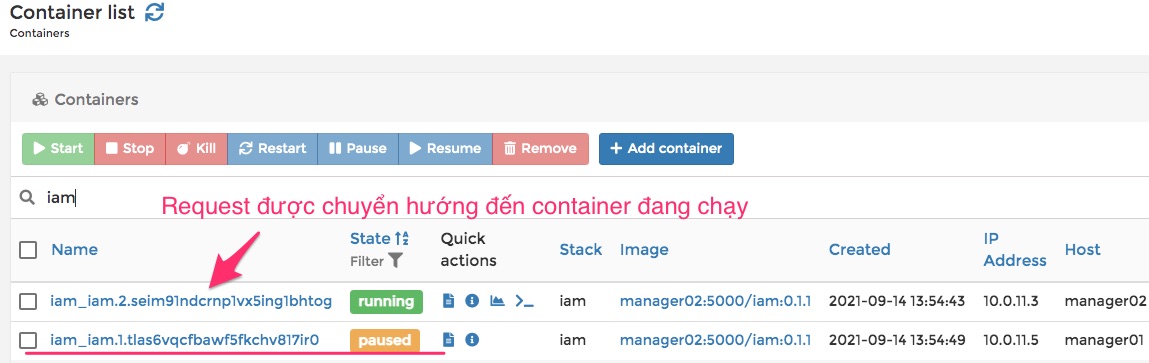 Container list
Containers
Containers
Start Stop Kill Restart Pause Resume Remove Add container
iam
Request được chuyển hướng đến container đang chạy
Name State Filter Quick actions Stack Image Created IP Address Host
iam_iam.2.seim91ndcrnp1vx5ing1bhtog running iam manager02:5000/iam:0.1.1 2021-09-14 13:54:43 10.0.11.3 manager02
iam_iam.1.tlas6vqcfbawf5fkchv817ir0 paused iam manager02:5000/iam:0.1.1 2021-09-14 13:54:49 10.0.11.5 manager01